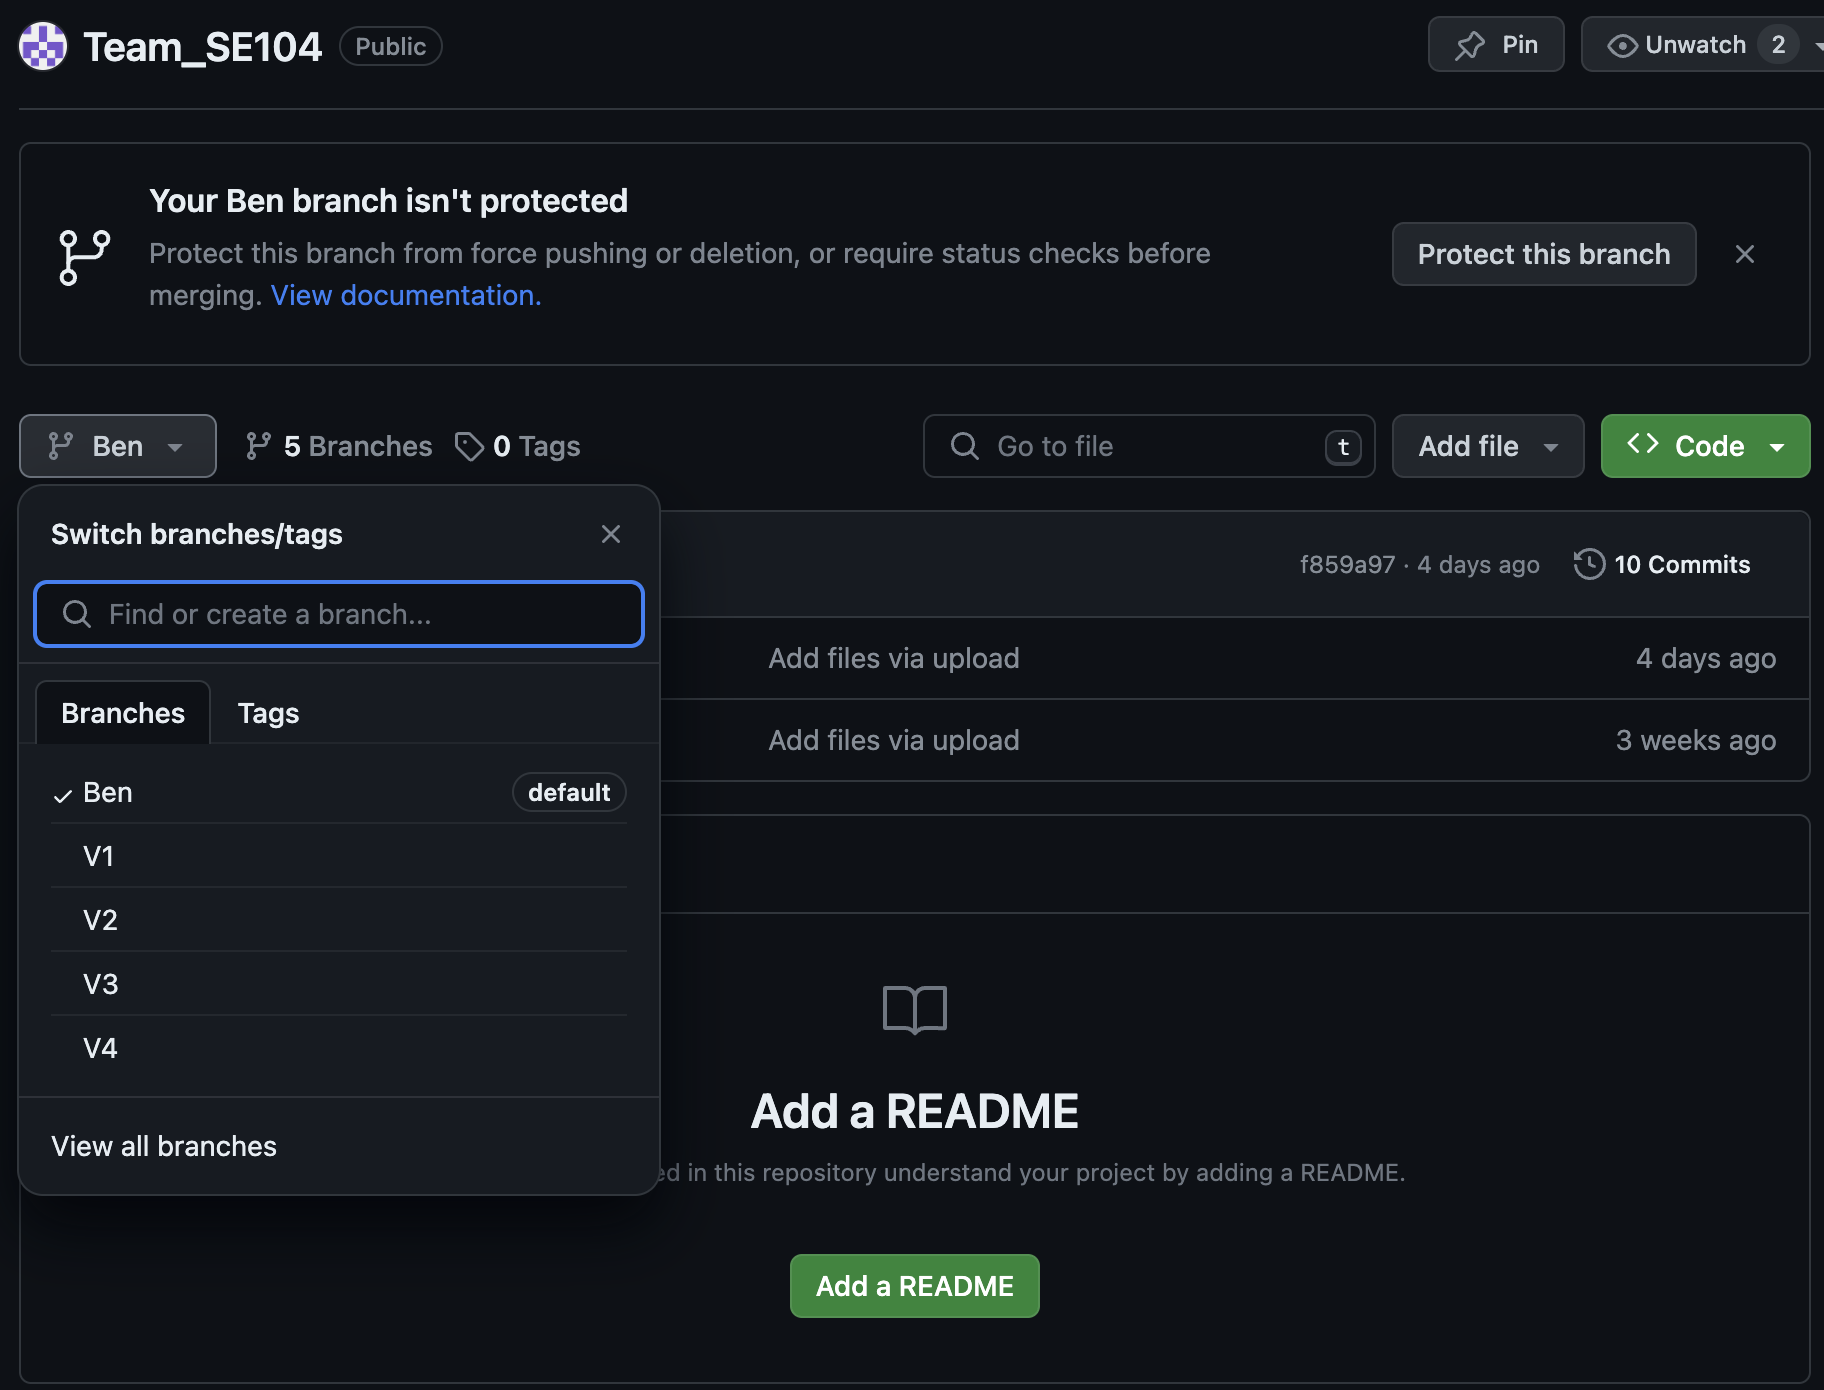 Team_SE104 Public Pin Unwatch 2
Your Ben branch isn't protected
Protect this branch from force pushing or deletion, or require status checks before
merging. View documentation.
Protect this branch
Ben 5 Branches 0 Tags Go to file t Add file Code
Switch branches/tags
Find or create a branch...
Branches Tags
Ben default
V1
V2
V3
V4
View all branches
f859a97 · 4 days ago 10 Commits
Add files via upload 4 days ago
Add files via upload 3 weeks ago
Add a README
in this repository understand your project by adding a README.
Add a README